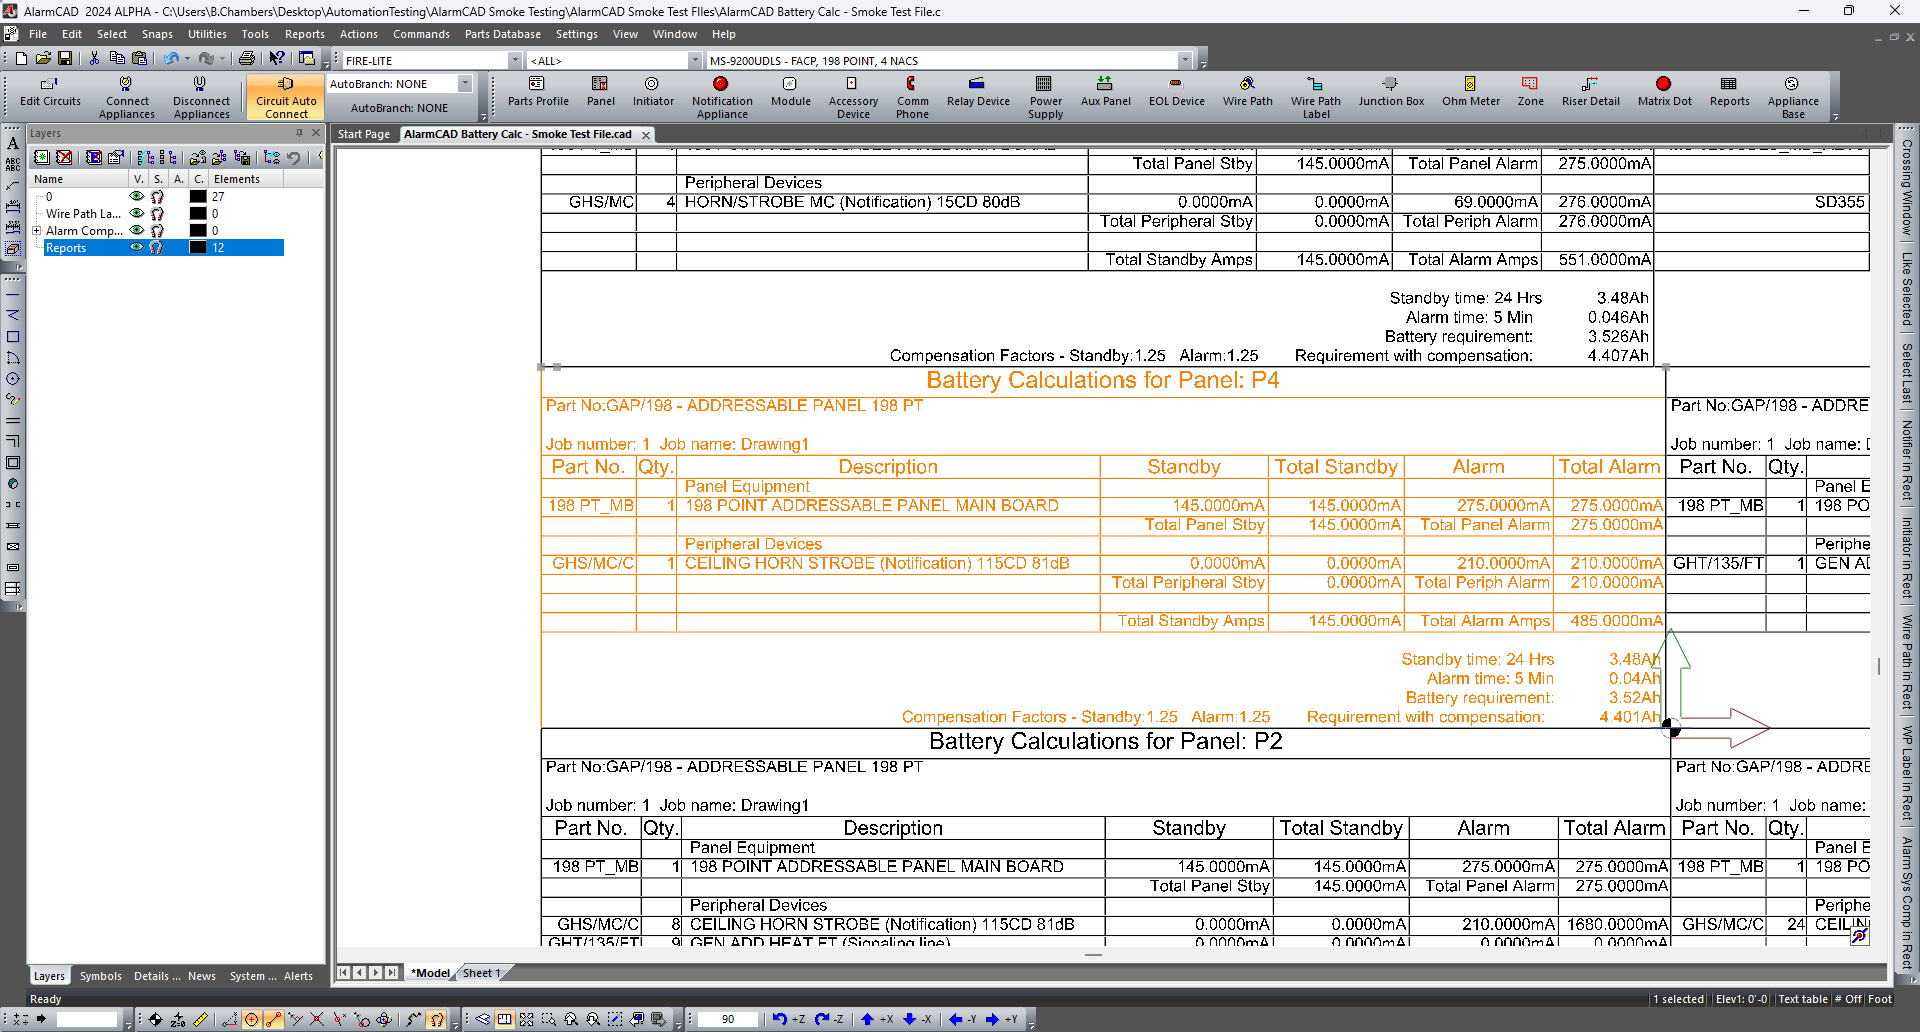 AlarmCAD 2024 ALPHA - C:\Users\B.Chambers\Desktop\AutomationTesting\AlarmCAD Smoke Testing\AlarmCAD Smoke Test FIles\AlarmCAD Battery Calc - Smoke Test File.c
File Edit Select Snaps Utilities Tools Reports Actions Commands Parts Database Settings View Window Help
FIRE-LITE <ALL> MS-9200UDLS - FACP, 198 POINT, 4 NACS
Edit Circuits Connect Appliances Disconnect Appliances Circuit Auto Connect
AutoBranch: NONE
AutoBranch: NONE
Parts Profile Panel Initiator Notification Appliance Module Accessory Device Comm Phone Relay Device Power Supply Aux Panel EOL Device Wire Path Wire Path Label Junction Box Ohm Meter Zone Riser Detail Matrix Dot Reports Appliance Base
Layers
Start Page AlarmCAD Battery Calc - Smoke Test File.cad
Name V. S. A. C. Elements
0 27
Wire Path La... 0
Alarm Comp... 0
Reports 12
Total Panel Stby 145.0000mA Total Panel Alarm 275.0000mA
Peripheral Devices
GHS/MC 4 HORN/STROBE MC (Notification) 15CD 80dB 0.0000mA 0.0000mA 69.0000mA 276.0000mA SD355
Total Peripheral Stby 0.0000mA Total Periph Alarm 276.0000mA
Total Standby Amps 145.0000mA Total Alarm Amps 551.0000mA
Standby time: 24 Hrs 3.48Ah
Alarm time: 5 Min 0.046Ah
Battery requirement: 3.526Ah
Compensation Factors - Standby:1.25 Alarm:1.25 Requirement with compensation: 4.407Ah
Battery Calculations for Panel: P4
Part No:GAP/198 - ADDRESSABLE PANEL 198 PT Part No:GAP/198 - ADDRE
Job number: 1 Job name: Drawing1 Job number: 1 Job name: D
Part No. Qty. Description Standby Total Standby Alarm Total Alarm Part No. Qty.
Panel Equipment Panel E
198 PT_MB 1 198 POINT ADDRESSABLE PANEL MAIN BOARD 145.0000mA 145.0000mA 275.0000mA 275.0000mA 198 PT_MB 1 198 PO
Total Panel Stby 145.0000mA Total Panel Alarm 275.0000mA
Peripheral Devices Periphe
GHS/MC/C 1 CEILING HORN STROBE (Notification) 115CD 81dB 0.0000mA 0.0000mA 210.0000mA 210.0000mA GHT/135/FT 1 GEN AD
Total Peripheral Stby 0.0000mA Total Periph Alarm 210.0000mA
Total Standby Amps 145.0000mA Total Alarm Amps 485.0000mA
Standby time: 24 Hrs 3.48Ah
Alarm time: 5 Min 0.04Ah
Battery requirement: 3.52Ah
Compensation Factors - Standby:1.25 Alarm:1.25 Requirement with compensation: 4.401Ah
Battery Calculations for Panel: P2
Part No:GAP/198 - ADDRESSABLE PANEL 198 PT Part No:GAP/198 - ADDRE
Job number: 1 Job name: Drawing1 Job number: 1 Job name:
Part No. Qty. Description Standby Total Standby Alarm Total Alarm Part No. Qty.
Panel Equipment Panel E
198 PT_MB 1 198 POINT ADDRESSABLE PANEL MAIN BOARD 145.0000mA 145.0000mA 275.0000mA 275.0000mA 198 PT_MB 1 198 PO
Total Panel Stby 145.0000mA Total Panel Alarm 275.0000mA
Peripheral Devices Periphe
GHS/MC/C 8 CEILING HORN STROBE (Notification) 115CD 81dB 0.0000mA 0.0000mA 210.0000mA 1680.0000mA GHS/MC/C 24 CEILIN
GHT/135/FT 9 GEN ADD HEAT FT (Signaling line) 0.0000mA 0.0000mA 0.0000mA 0.0000mA
Crossing Window
Like Selected
Select Last
Notifier in Rect
Initiator in Rect
Wire Path in Rect
WP Label in Rect
Alarm Sys Comp in Rect
Layers Symbols Details ... News System ... Alerts
*Model Sheet 1
Ready 1 selected Elev1: 0'-0 Text table # Off Foot
90 +Z -Z +X -X -Y +Y